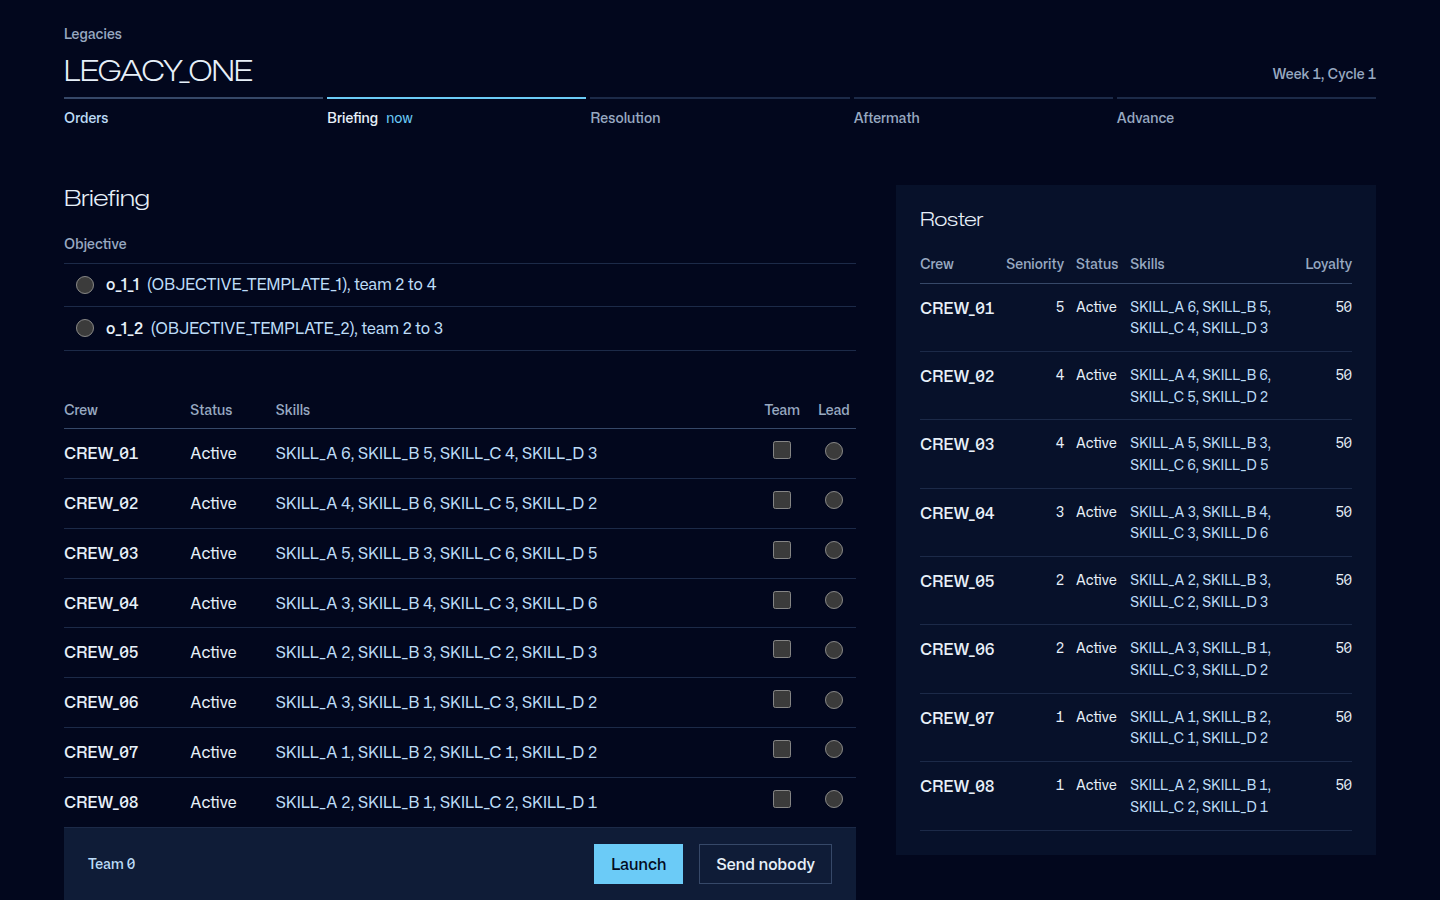 Legacies
LEGACY_ONE
Week 1, Cycle 1
Orders
Briefing now
Resolution
Aftermath
Advance
Briefing
Objective
o_1_1 (OBJECTIVE_TEMPLATE_1), team 2 to 4
o_1_2 (OBJECTIVE_TEMPLATE_2), team 2 to 3
Crew Status Skills Team Lead
CREW_01 Active SKILL_A 6, SKILL_B 5, SKILL_C 4, SKILL_D 3
CREW_02 Active SKILL_A 4, SKILL_B 6, SKILL_C 5, SKILL_D 2
CREW_03 Active SKILL_A 5, SKILL_B 3, SKILL_C 6, SKILL_D 5
CREW_04 Active SKILL_A 3, SKILL_B 4, SKILL_C 3, SKILL_D 6
CREW_05 Active SKILL_A 2, SKILL_B 3, SKILL_C 2, SKILL_D 3
CREW_06 Active SKILL_A 3, SKILL_B 1, SKILL_C 3, SKILL_D 2
CREW_07 Active SKILL_A 1, SKILL_B 2, SKILL_C 1, SKILL_D 2
CREW_08 Active SKILL_A 2, SKILL_B 1, SKILL_C 2, SKILL_D 1
Team 0
Launch
Send nobody
Roster
Crew Seniority Status Skills Loyalty
CREW_01 5 Active SKILL_A 6, SKILL_B 5, 50
SKILL_C 4, SKILL_D 3
CREW_02 4 Active SKILL_A 4, SKILL_B 6, 50
SKILL_C 5, SKILL_D 2
CREW_03 4 Active SKILL_A 5, SKILL_B 3, 50
SKILL_C 6, SKILL_D 5
CREW_04 3 Active SKILL_A 3, SKILL_B 4, 50
SKILL_C 3, SKILL_D 6
CREW_05 2 Active SKILL_A 2, SKILL_B 3, 50
SKILL_C 2, SKILL_D 3
CREW_06 2 Active SKILL_A 3, SKILL_B 1, 50
SKILL_C 3, SKILL_D 2
CREW_07 1 Active SKILL_A 1, SKILL_B 2, 50
SKILL_C 1, SKILL_D 2
CREW_08 1 Active SKILL_A 2, SKILL_B 1, 50
SKILL_C 2, SKILL_D 1